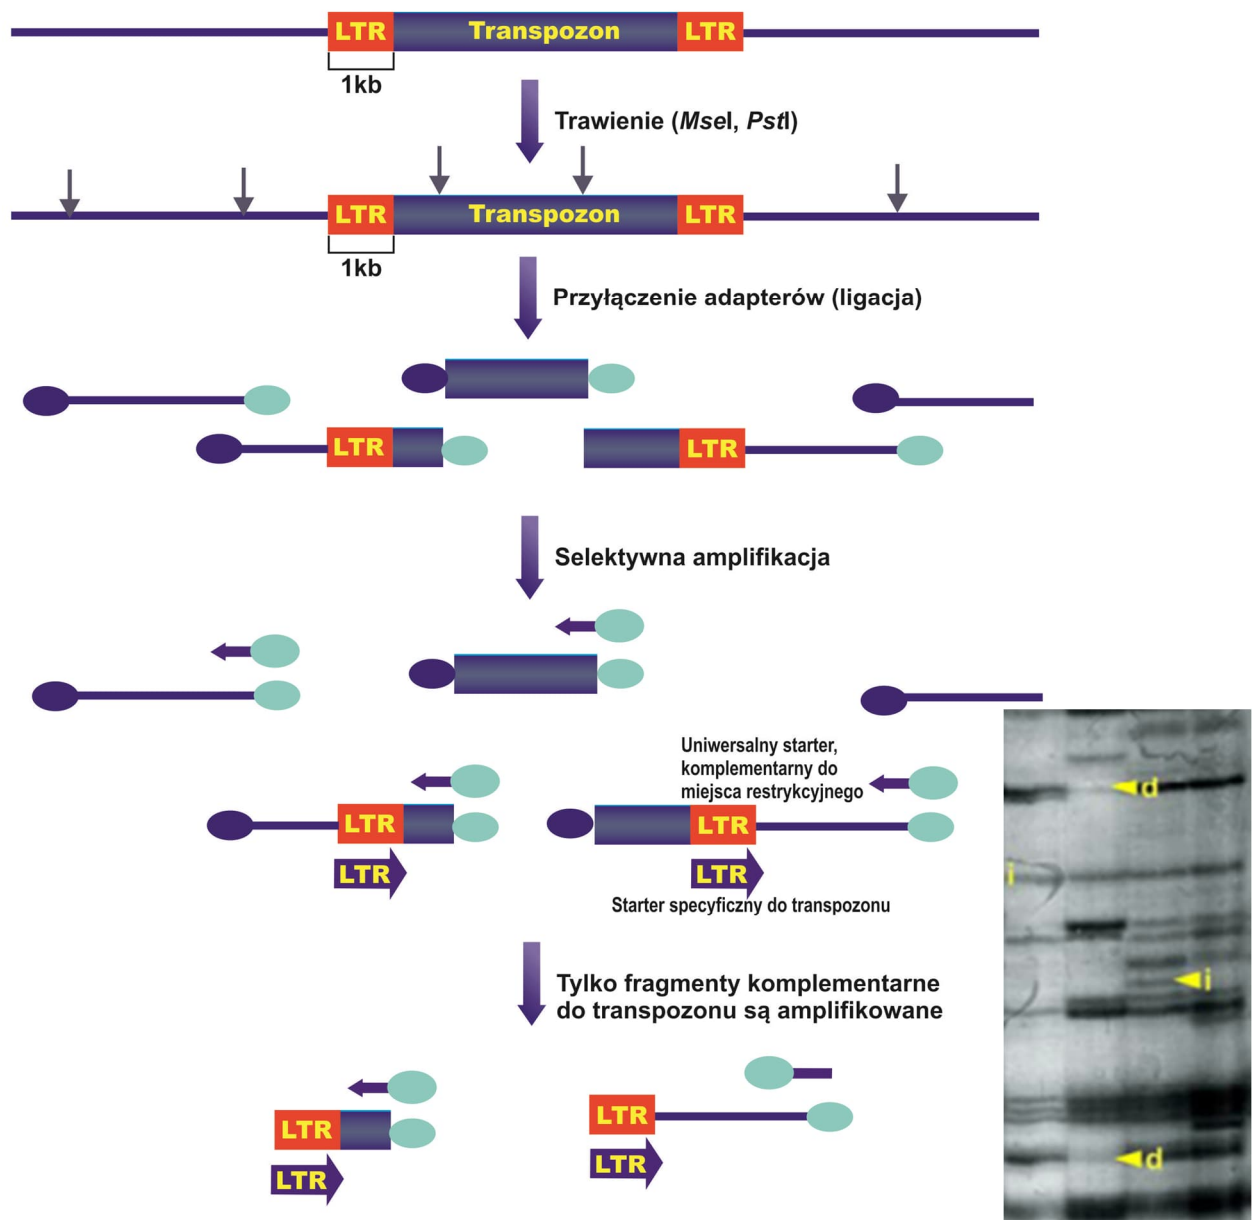 LTR Transpozon LTR
1kb
Trawienie (MseI, PstI)
LTR Transpozon LTR
1kb
Przyłączenie adapterów (ligacja)
LTR
LTR
Selektywna amplifikacja
Uniwersalny starter,
komplementarny do
miejsca restrykcyjnego
LTR
LTR
LTR
LTR
Starter specyficzny do transpozonu
Tylko fragmenty komplementarne
do transpozonu są amplifikowane
LTR
LTR
LTR
LTR
d
i
i
d